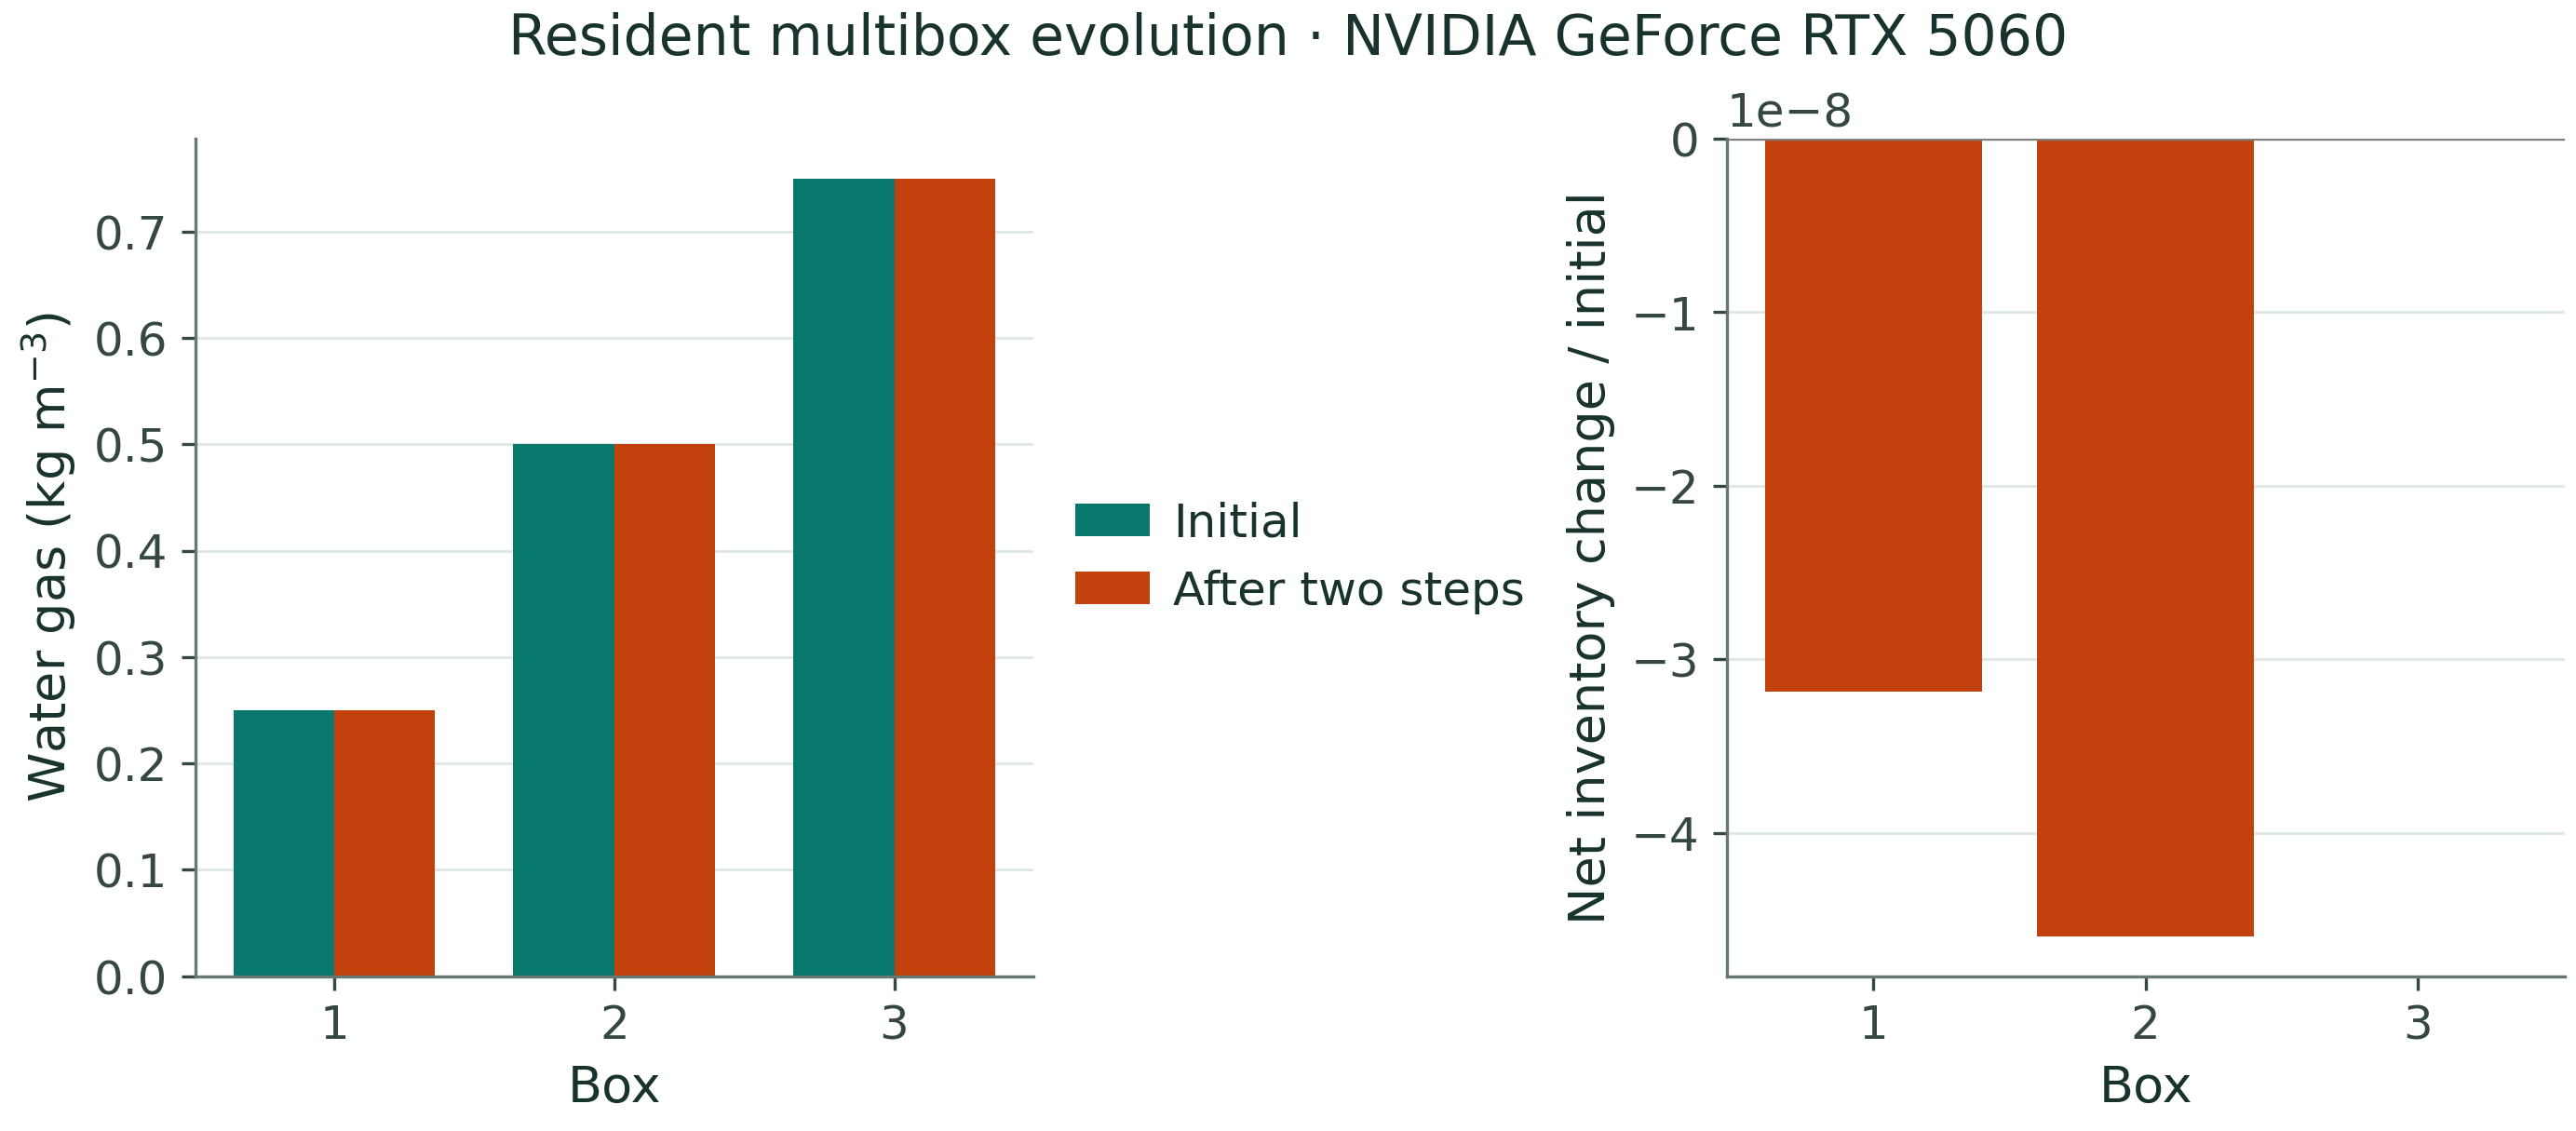 Resident multibox evolution · NVIDIA GeForce RTX 5060
Water gas (kg m⁻³)
0.7
0.6
0.5
0.4
0.3
0.2
0.1
0.0
1 2 3
Box
Initial
After two steps
Net inventory change / initial
1e−8
0
−1
−2
−3
−4
1 2 3
Box